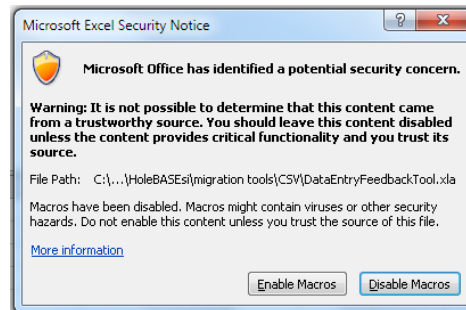 Microsoft Excel Security Notice
Microsoft Office has identified a potential security concern.
Warning: It is not possible to determine that this content came
from a trustworthy source. You should leave this content disabled
unless the content provides critical functionality and you trust its
source.
File Path: C:\...\HoleBASEsi\migration tools\CSV\DataEntryFeedbackTool.xla
Macros have been disabled. Macros might contain viruses or other security
hazards. Do not enable this content unless you trust the source of this file.
More information
Enable Macros Disable Macros